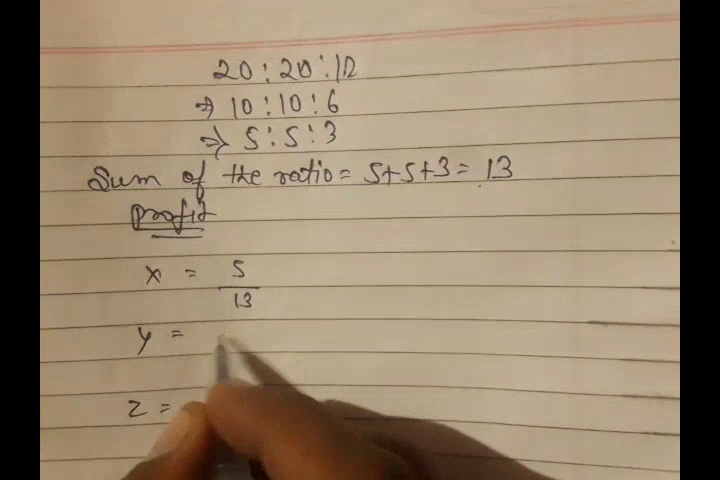 20:20:12
⇒ 10:10:6
⇒ 5:5:3
Sum of the ratio = 5+5+3 = 13
Profit
x = 5
13
y =
z =